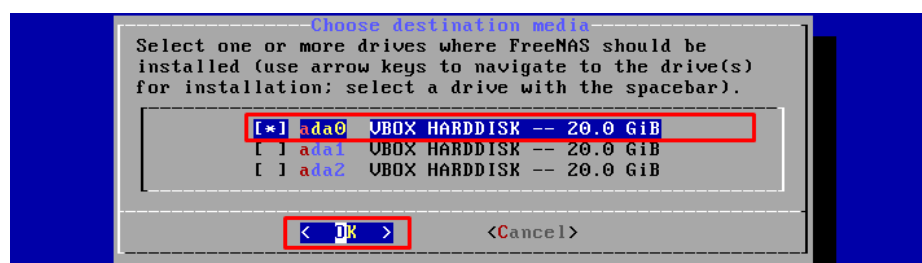 Choose destination media
Select one or more drives where FreeNAS should be
installed (use arrow keys to navigate to the drive(s)
for installation; select a drive with the spacebar).
[*] ada0 VBOX HARDDISK -- 20.0 GiB
[ ] ada1 VBOX HARDDISK -- 20.0 GiB
[ ] ada2 VBOX HARDDISK -- 20.0 GiB
< OK > <Cancel>